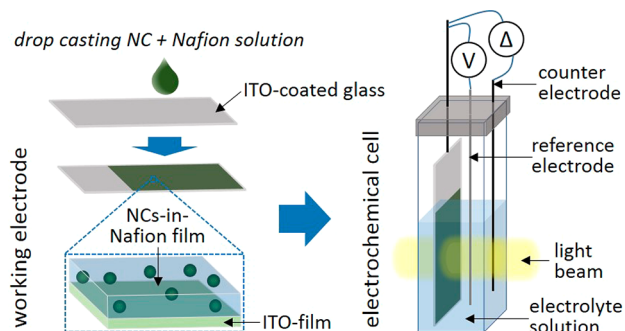 drop casting NC + Nafion solution
ITO-coated glass
working electrode
NCs-in-
Nafion film
ITO-film
electrochemical cell
V
Δ
counter
electrode
reference
electrode
light
beam
electrolyte
solution